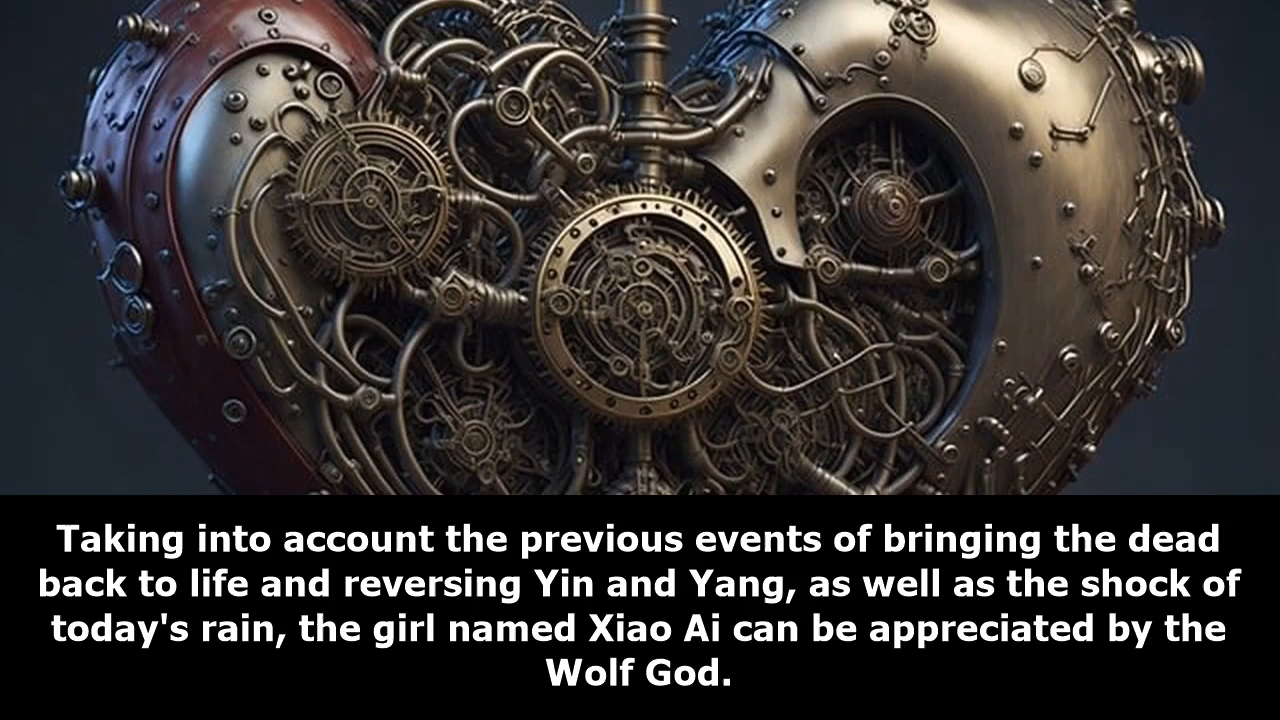 Taking into account the previous events of bringing the dead
back to life and reversing Yin and Yang, as well as the shock of
today's rain, the girl named Xiao Ai can be appreciated by the
Wolf God.